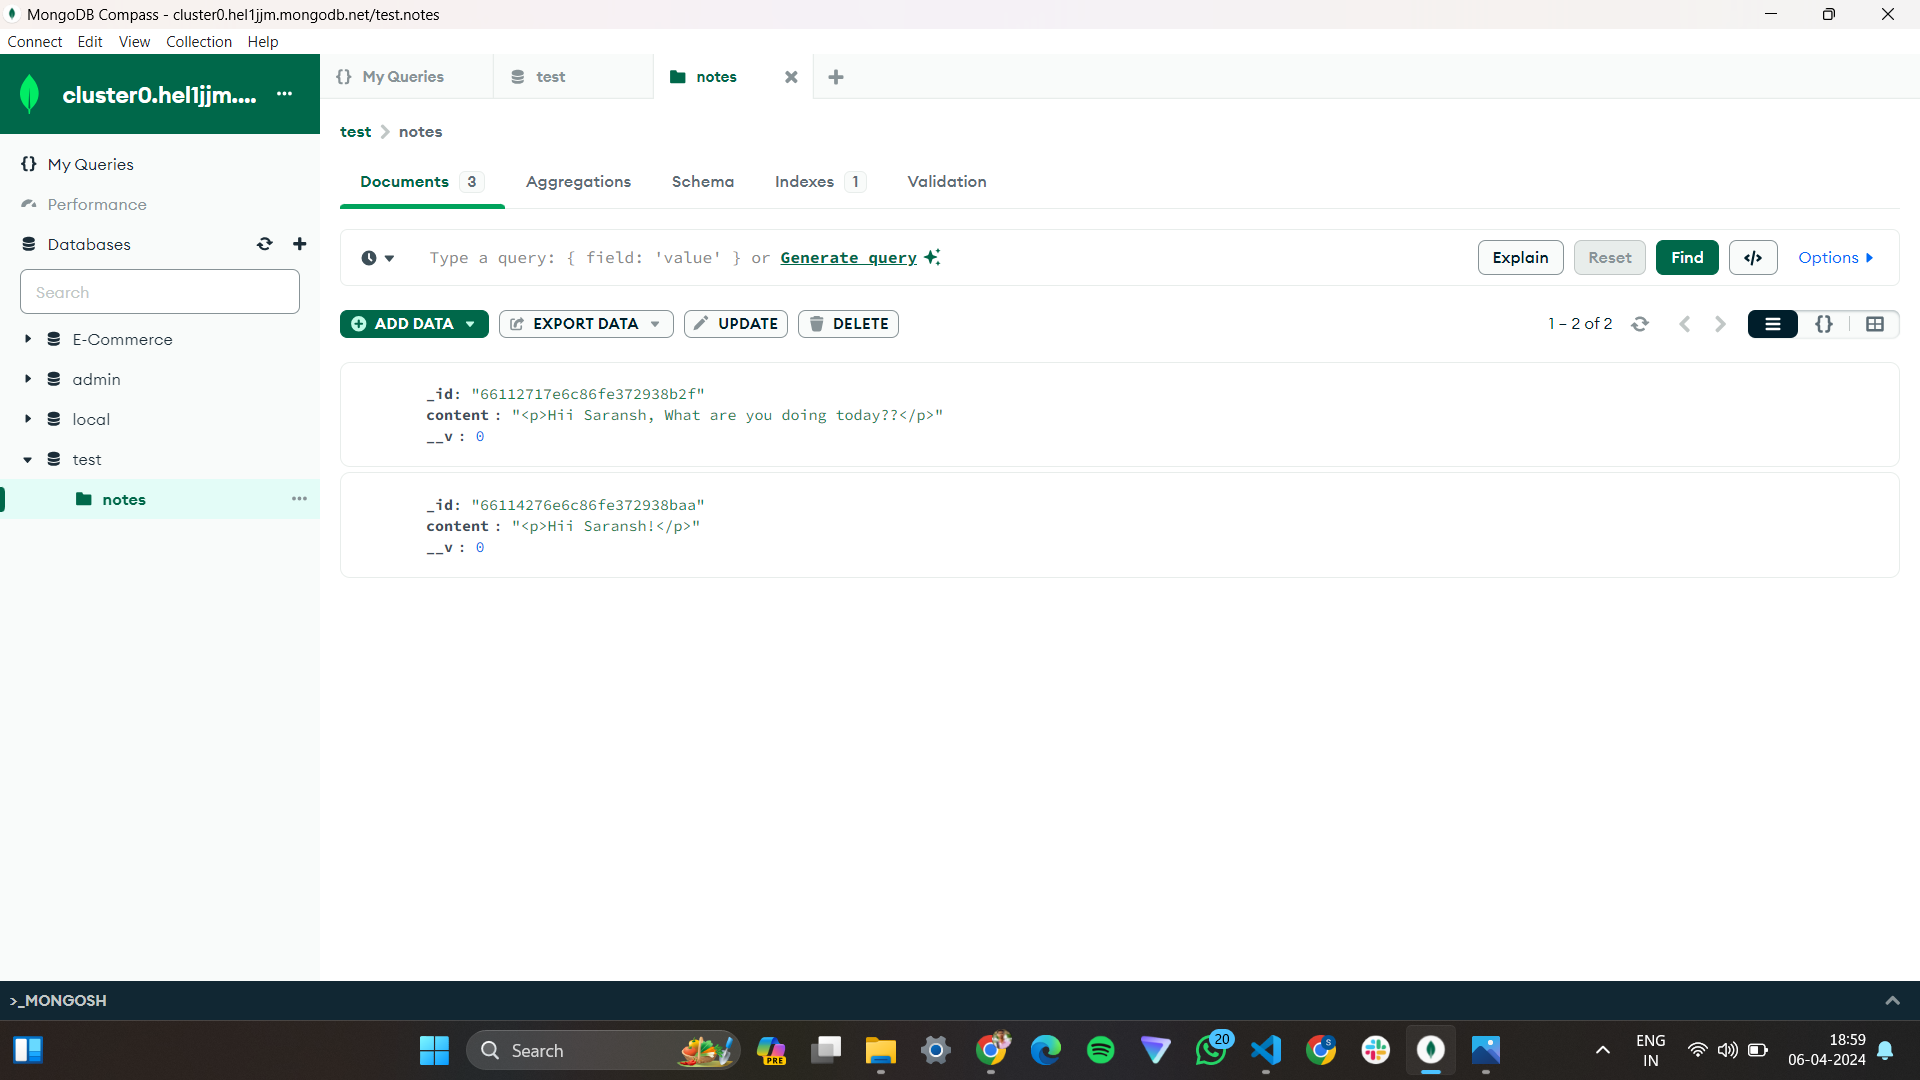 MongoDB Compass - cluster0.hel1jjm.mongodb.net/test.notes
Connect Edit View Collection Help
cluster0.hel1jjm.... ...
{} My Queries
test
notes
My Queries
Performance
Databases
Search
E-Commerce
admin
local
test
notes
test > notes
Documents 3 Aggregations Schema Indexes 1 Validation
Type a query: { field: 'value' } or Generate query
Explain Reset Find </> Options
ADD DATA EXPORT DATA UPDATE DELETE
1 – 2 of 2
{}
_id: "66112717e6c86fe372938b2f"
content : "<p>Hii Saransh, What are you doing today??</p>"
__v : 0
_id: "66114276e6c86fe372938baa"
content : "<p>Hii Saransh!</p>"
__v : 0
>_MONGOSH
Search
PRE
20
S
ENG
IN
18:59
06-04-2024